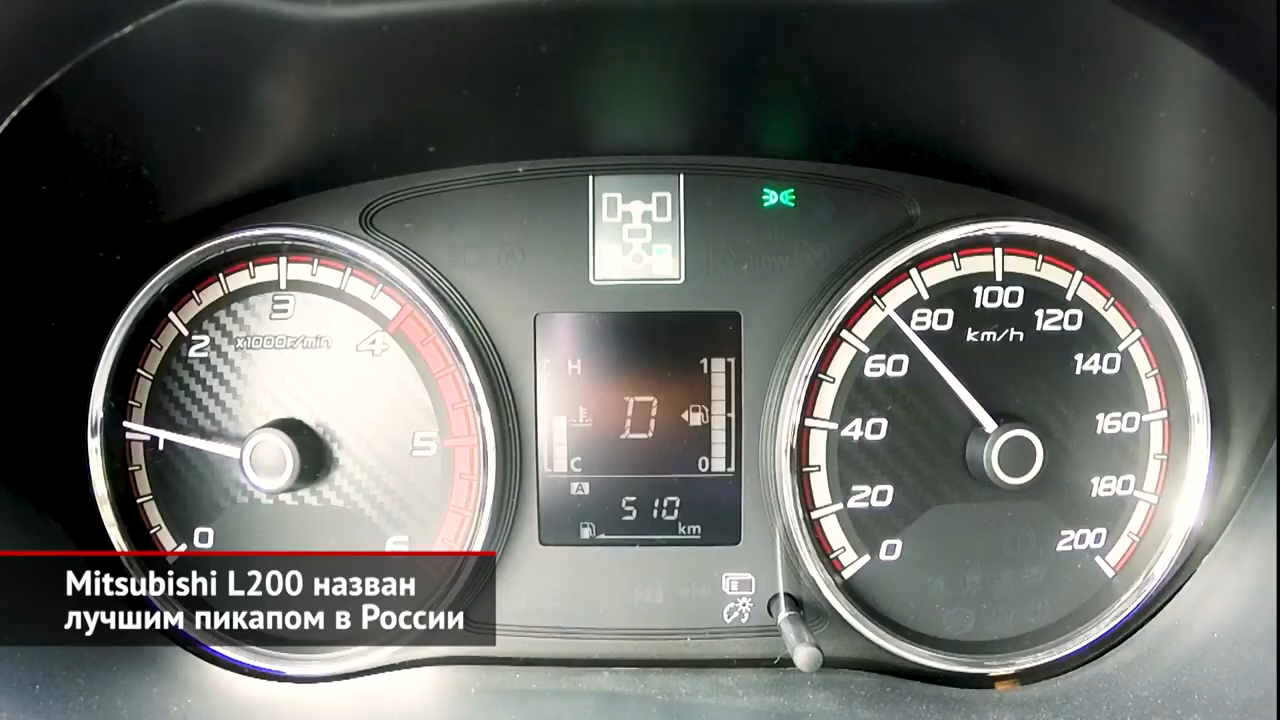 0
1
2
3
4
5
6
x1000r/min
H
C
D
1
0
A
510
km
0
20
40
60
80
100
120
140
160
180
200
km/h
Mitsubishi L200 назван
лучшим пикапом в России